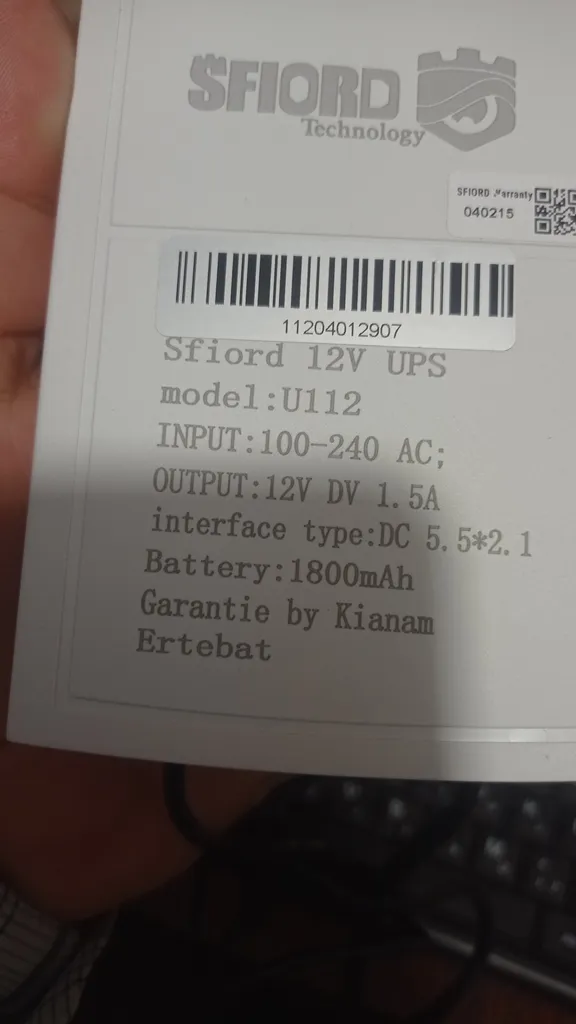 SFIORD
Technology
SFIORD Warranty
040215
11204012907
Sfiord 12V UPS
model:U112
INPUT:100-240 AC;
OUTPUT:12V DV 1.5A
interface type:DC 5.5*2.1
Battery:1800mAh
Garantie by Kianam
Ertebat